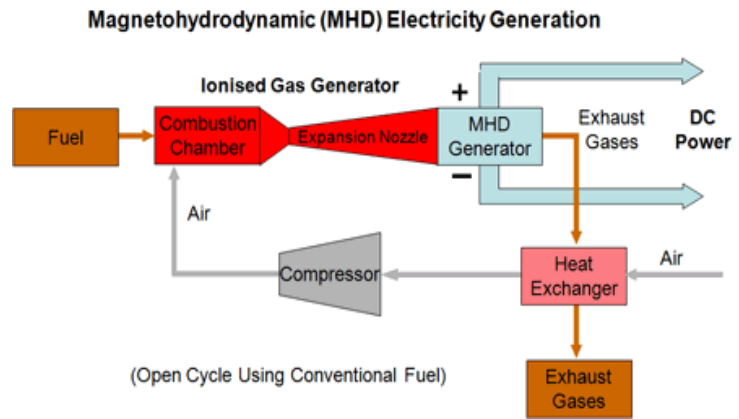 Magnetohydrodynamic (MHD) Electricity Generation
Ionised Gas Generator
Fuel
Combustion
Chamber
Expansion Nozzle
+
MHD
Generator
−
Exhaust
Gases
DC
Power
Air
Compressor
Heat
Exchanger
Air
(Open Cycle Using Conventional Fuel)
Exhaust
Gases